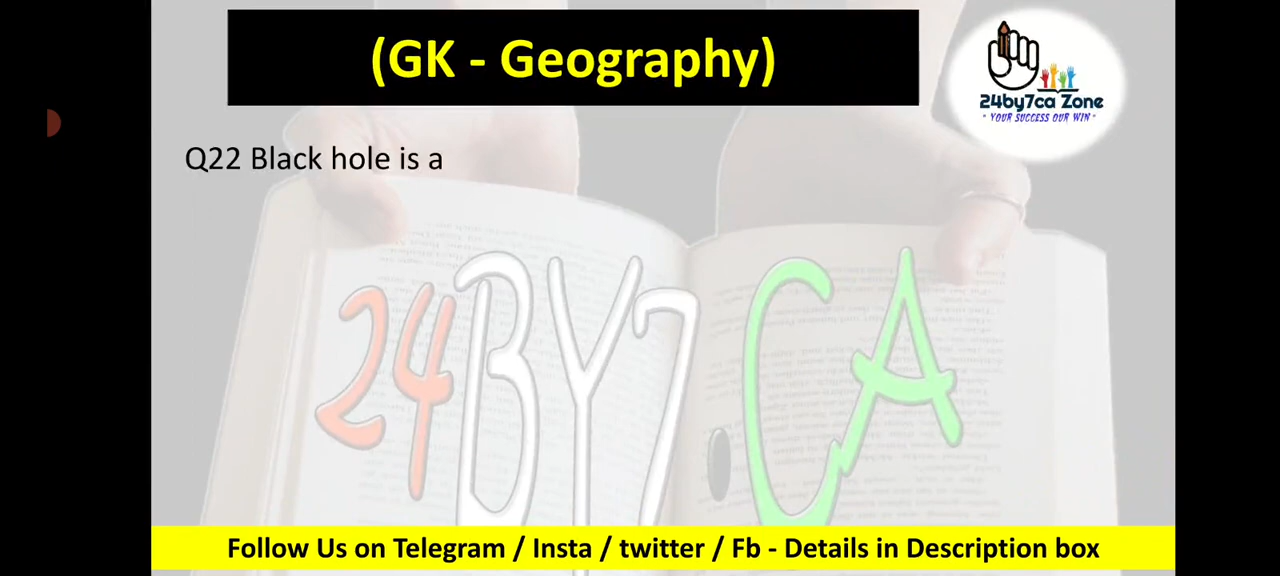 (GK - Geography)
24by7ca Zone
" YOUR SUCCESS OUR WIN "
Q22 Black hole is a
24BY7.CA
Follow Us on Telegram / Insta / twitter / Fb - Details in Description box